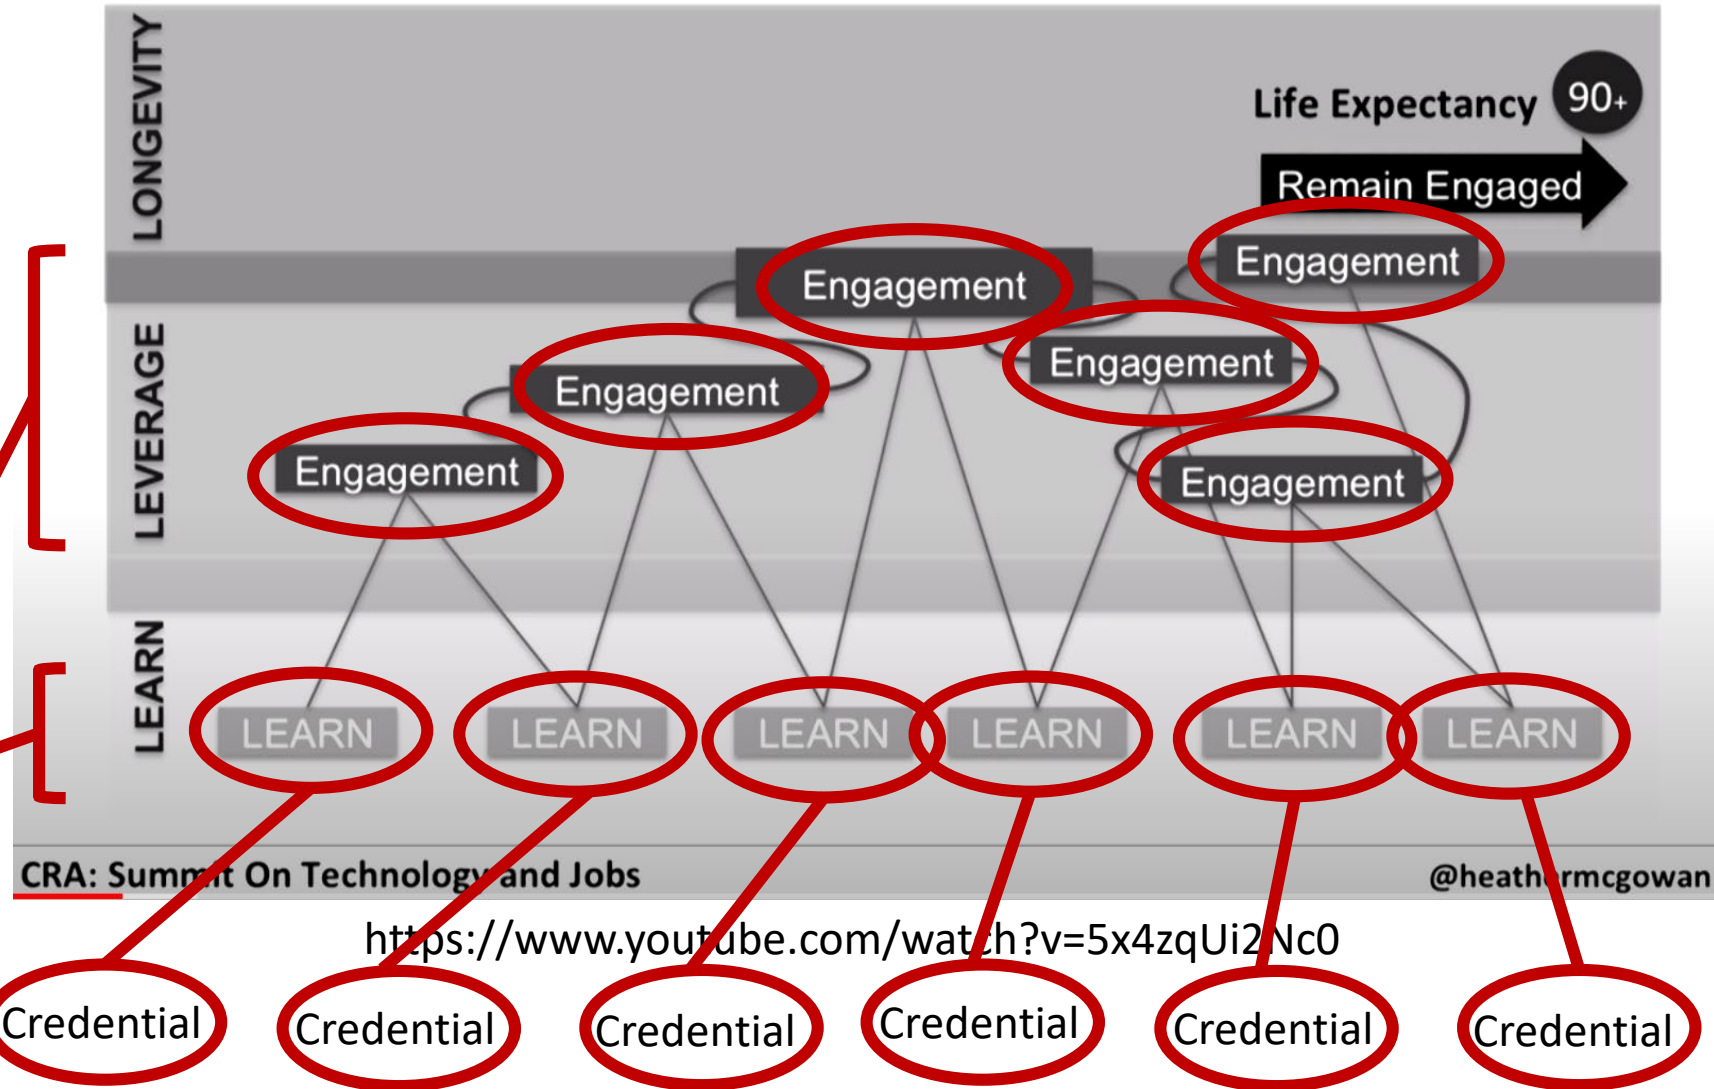 LONGEVITY
Life Expectancy 90+
Remain Engaged
Engagement
Engagement
Engagement
LEVERAGE
Engagement
Engagement
Engagement
LEARN
LEARN LEARN LEARN LEARN LEARN LEARN
CRA: Summit On Technology and Jobs @heathermcgowan
https://www.youtube.com/watch?v=5x4zqUi2Nc0
Credential Credential Credential Credential Credential Credential